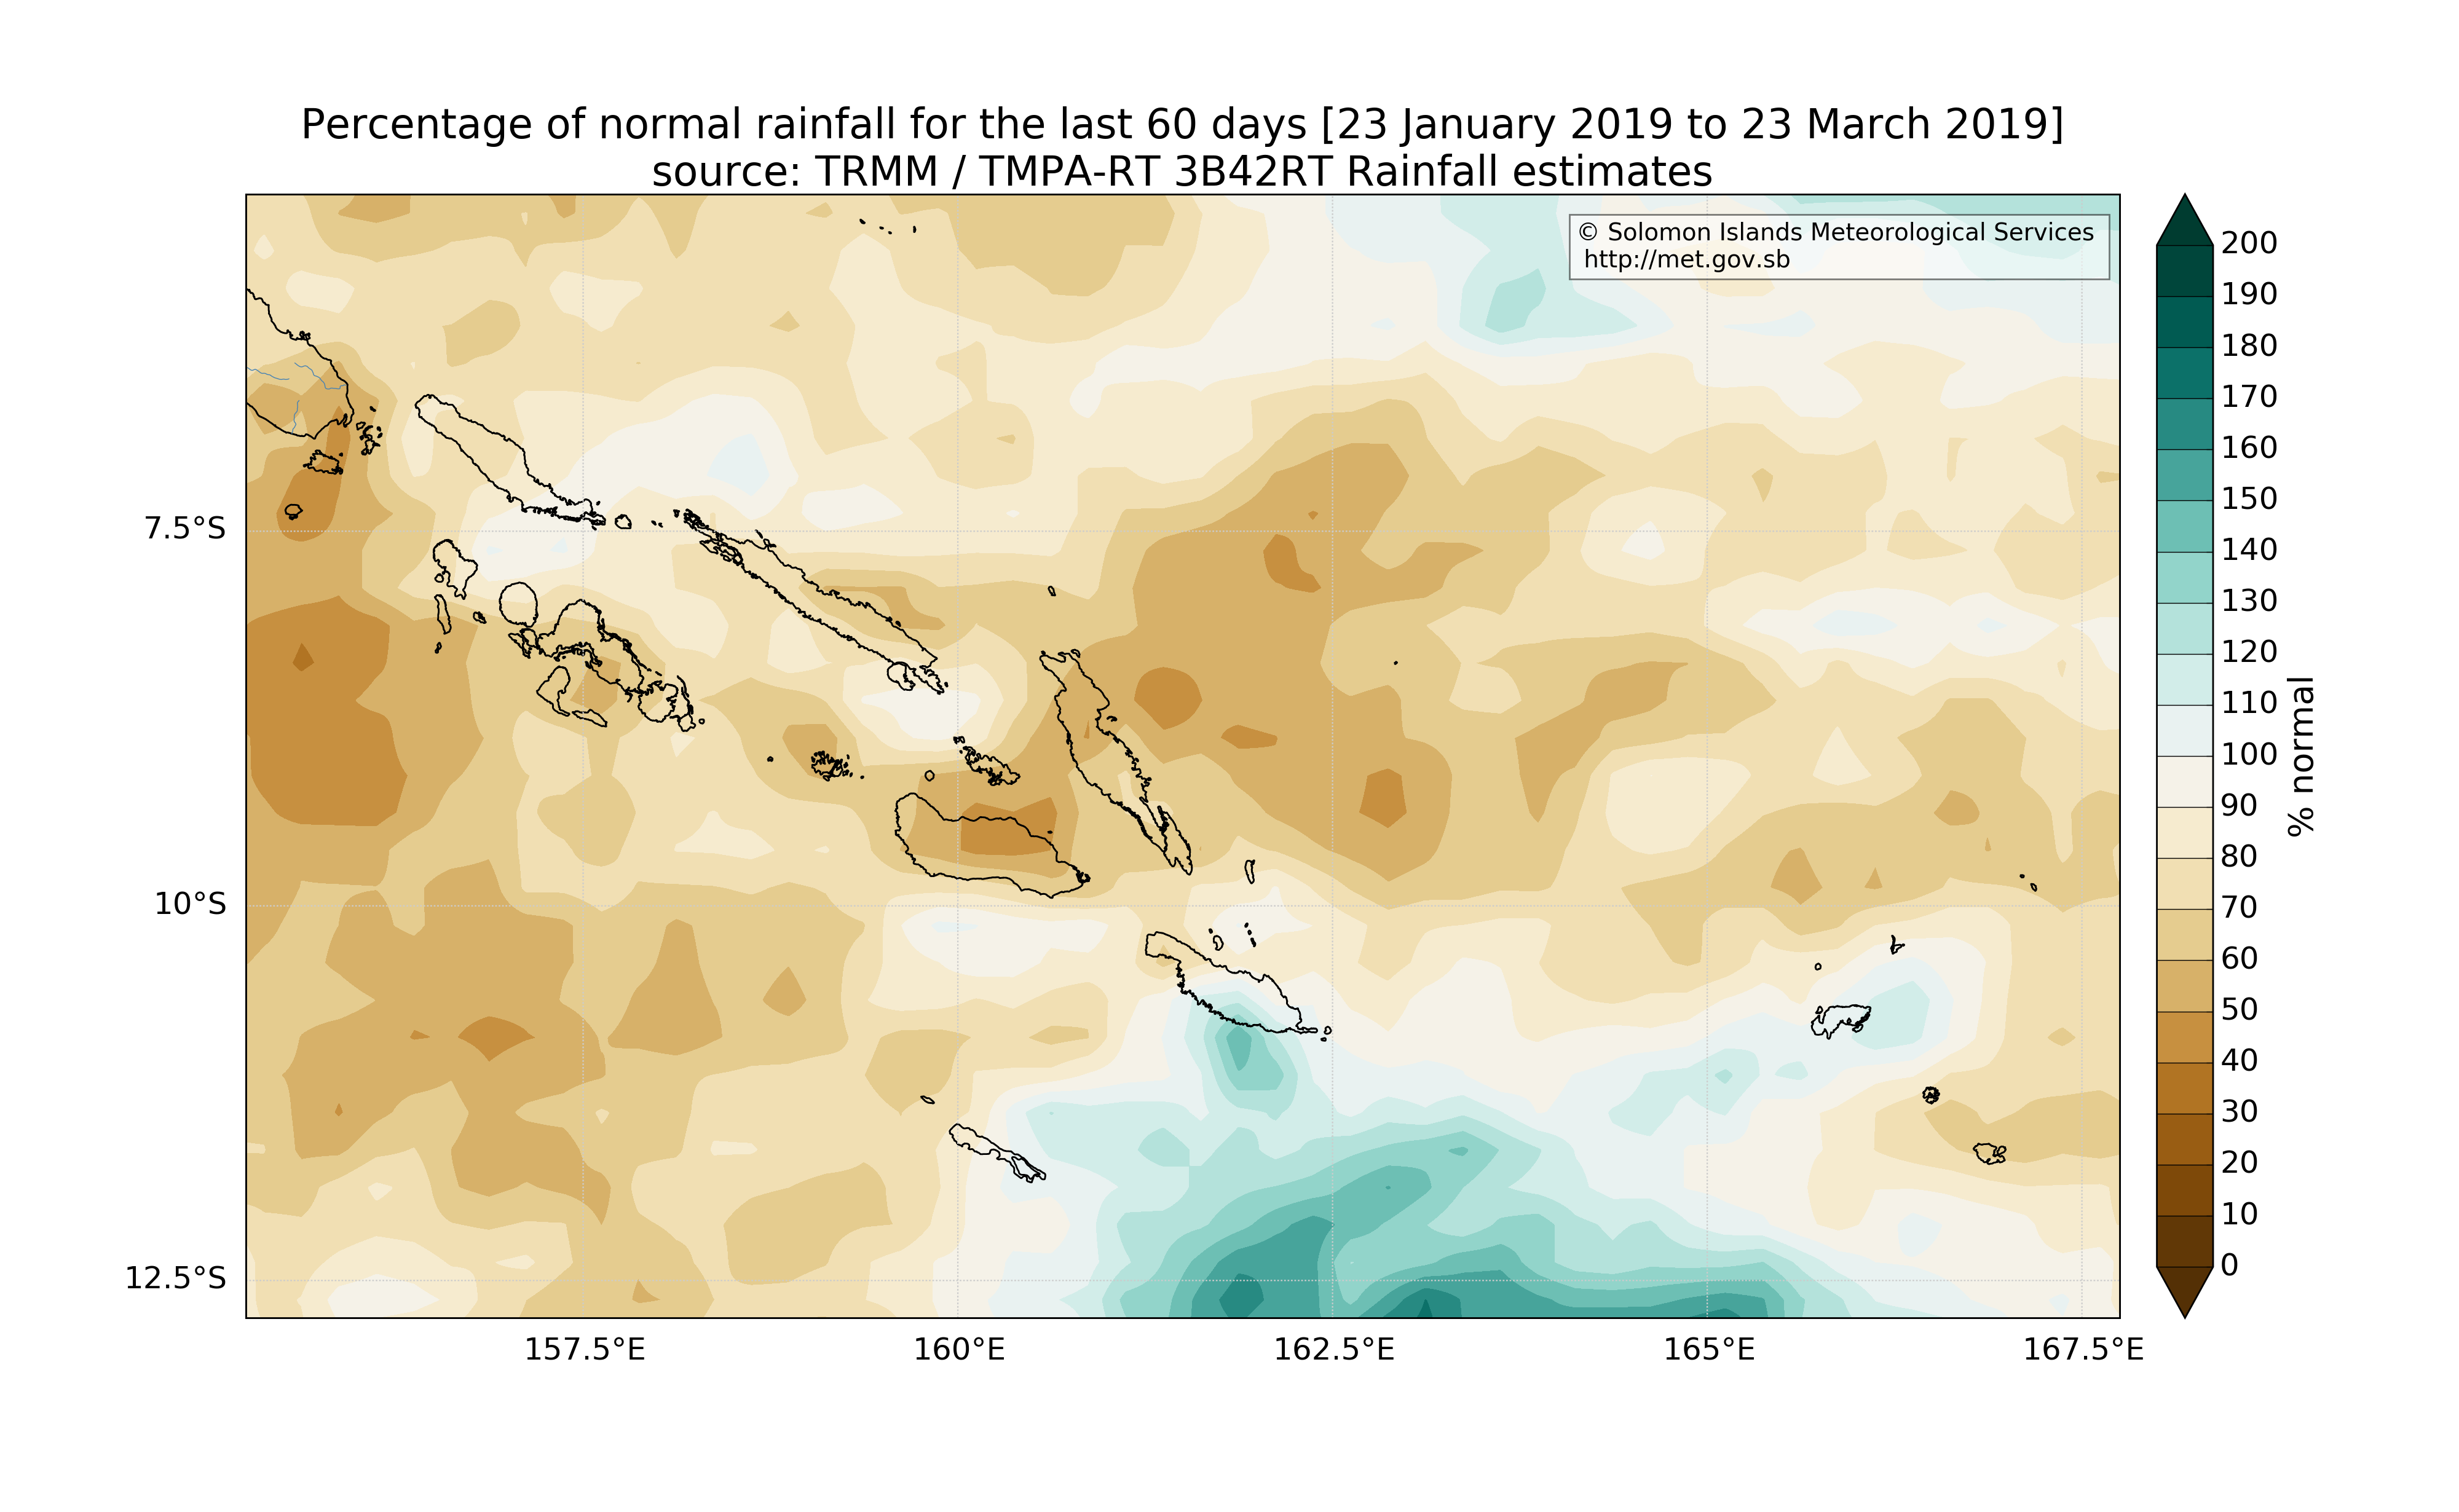 Percentage of normal rainfall for the last 60 days [23 January 2019 to 23 March 2019]
source: TRMM / TMPA-RT 3B42RT Rainfall estimates
© Solomon Islands Meteorological Services
http://met.gov.sb
7.5°S
10°S
12.5°S
157.5°E
160°E
162.5°E
165°E
167.5°E
200
190
180
170
160
150
140
130
120
110
100
90
80
70
60
50
40
30
20
10
0
% normal